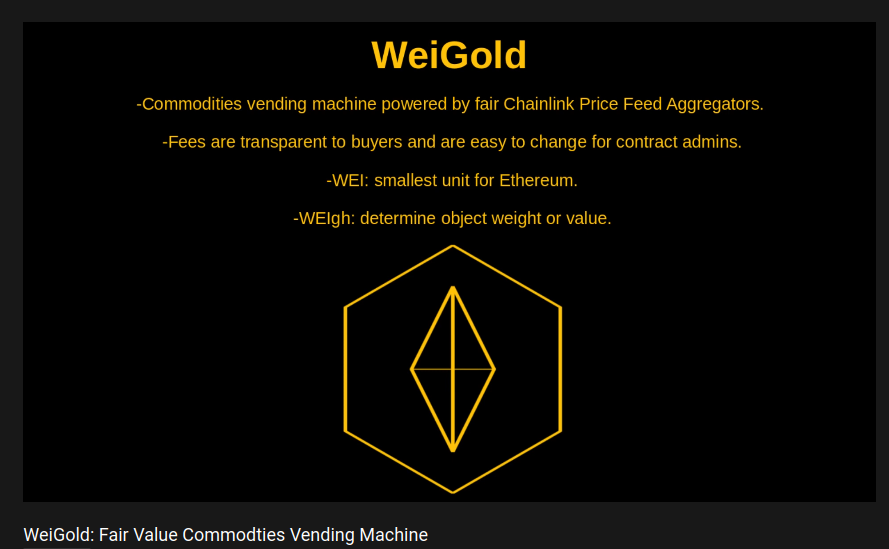 WeiGold
-Commodities vending machine powered by fair Chainlink Price Feed Aggregators.
-Fees are transparent to buyers and are easy to change for contract admins.
-WEI: smallest unit for Ethereum.
-WEIgh: determine object weight or value.
WeiGold: Fair Value Commodties Vending Machine